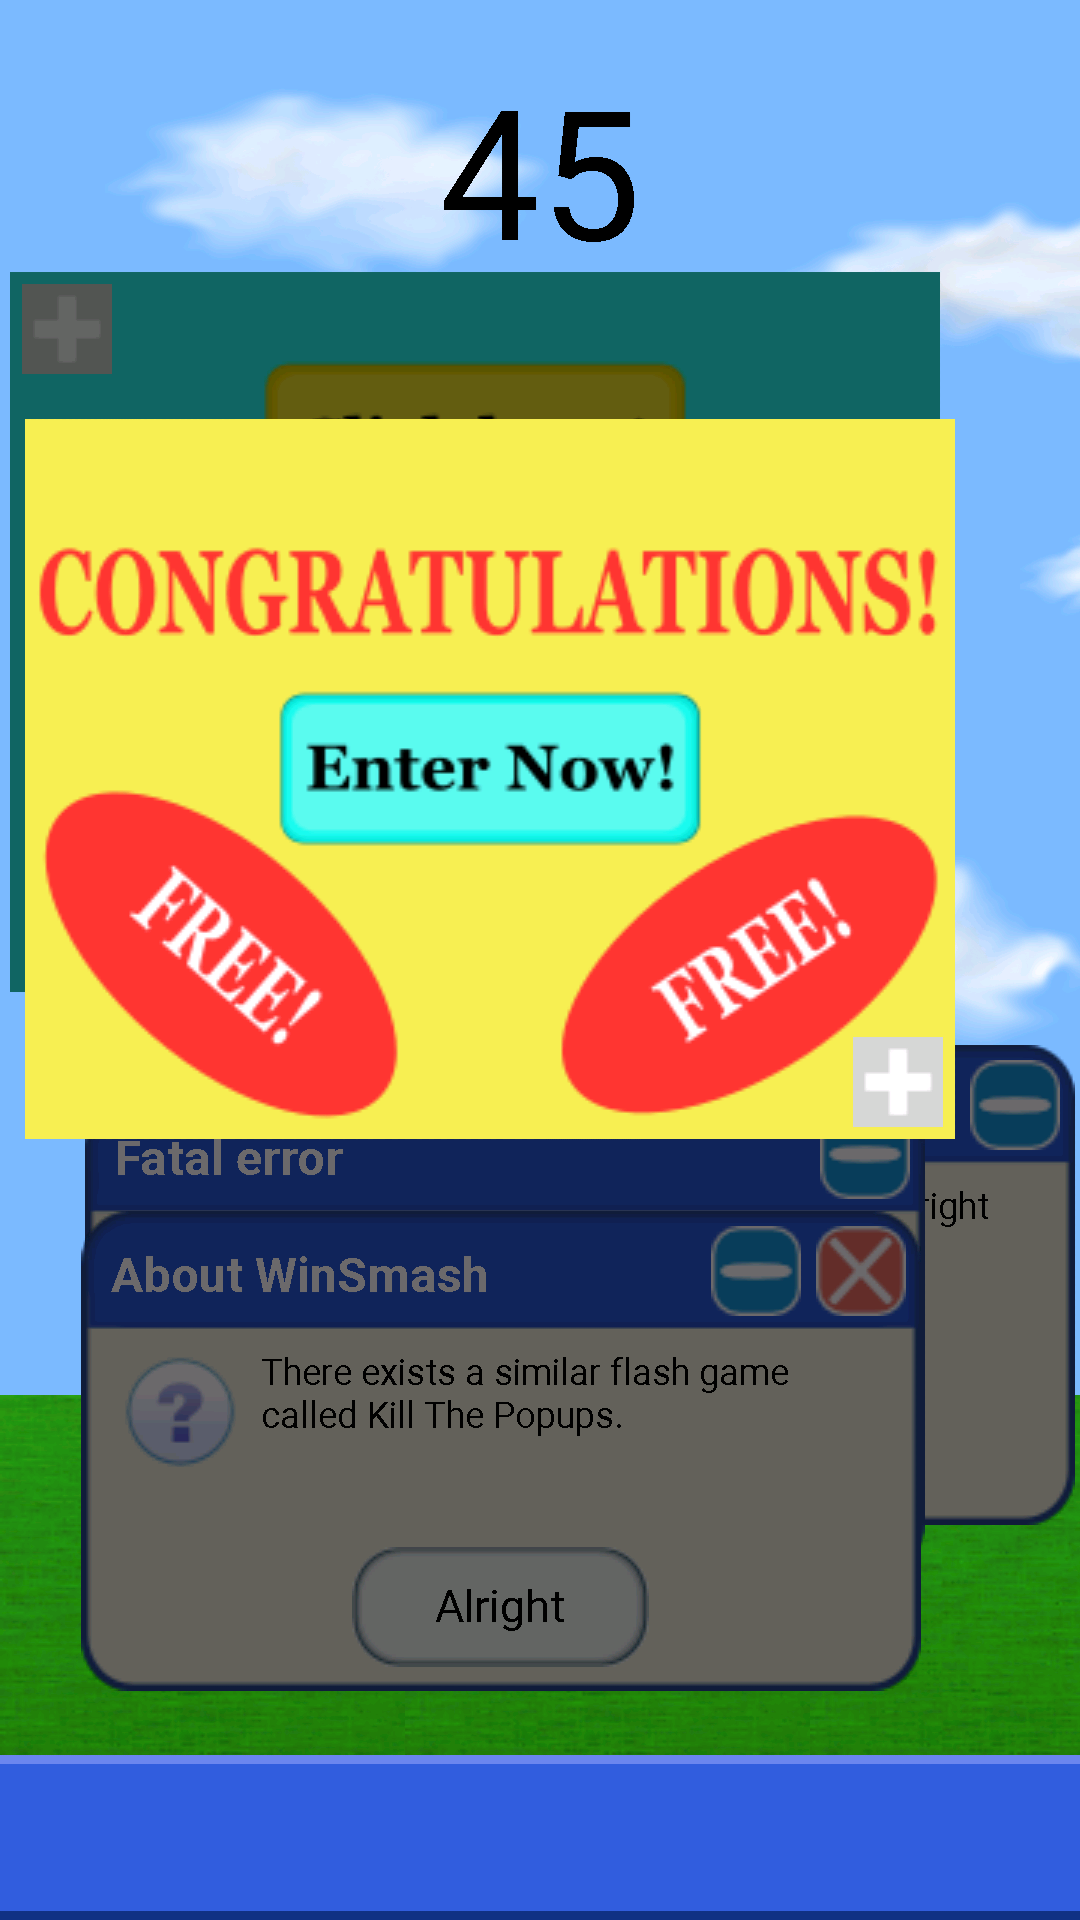 45
CONGRATULATIONS!
Enter Now!
FREE!
FREE!
Fatal error
right
About WinSmash
There exists a similar flash game
called Kill The Popups.
Alright